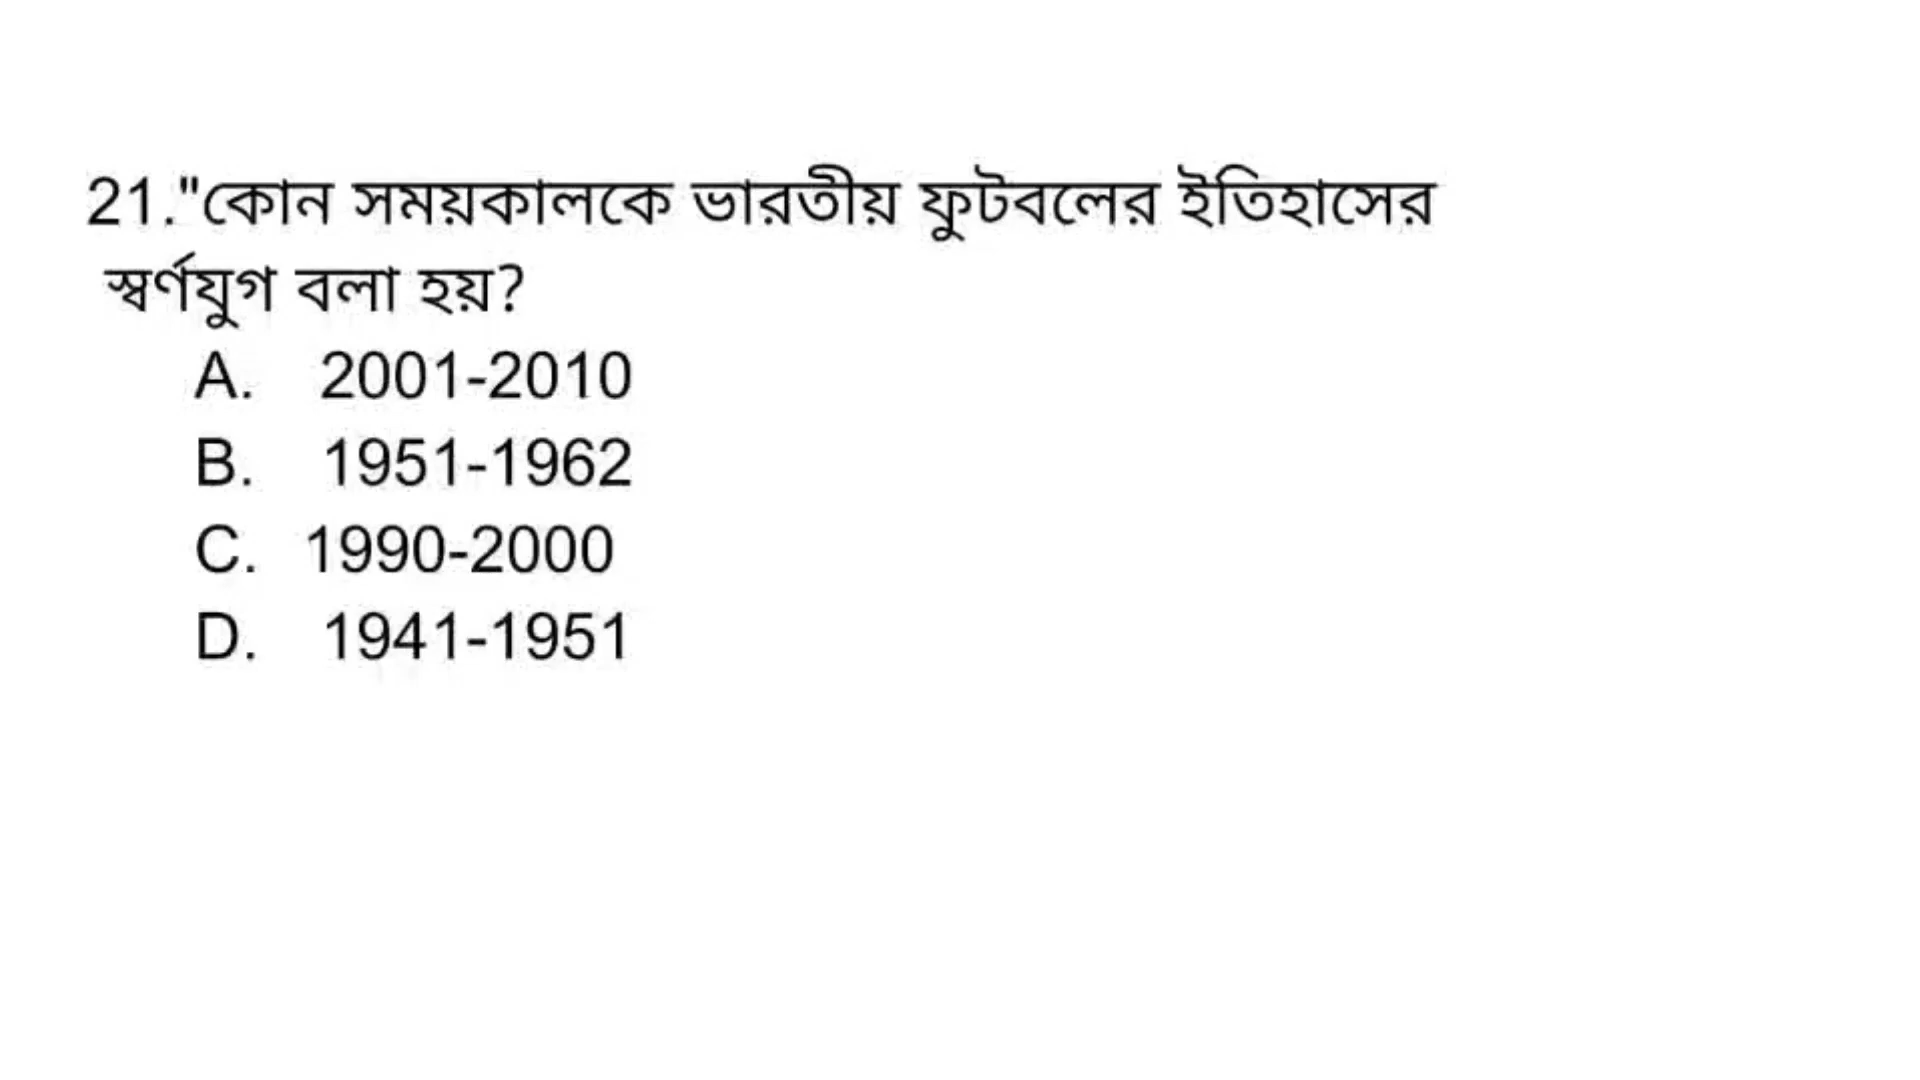 21."কোন সময়কালকে ভারতীয় ফুটবলের ইতিহাসের
স্বর্ণযুগ বলা হয়?
A. 2001-2010
B. 1951-1962
C. 1990-2000
D. 1941-1951